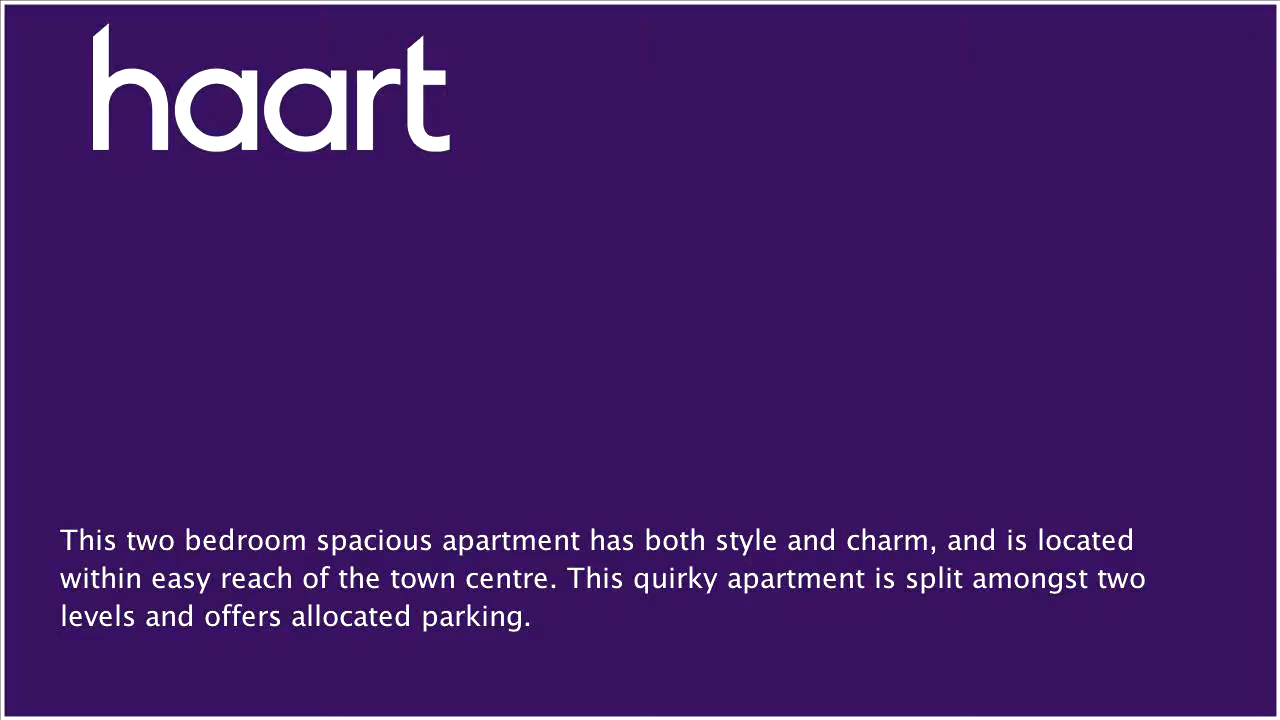 haart
This two bedroom spacious apartment has both style and charm, and is located
within easy reach of the town centre. This quirky apartment is split amongst two
levels and offers allocated parking.